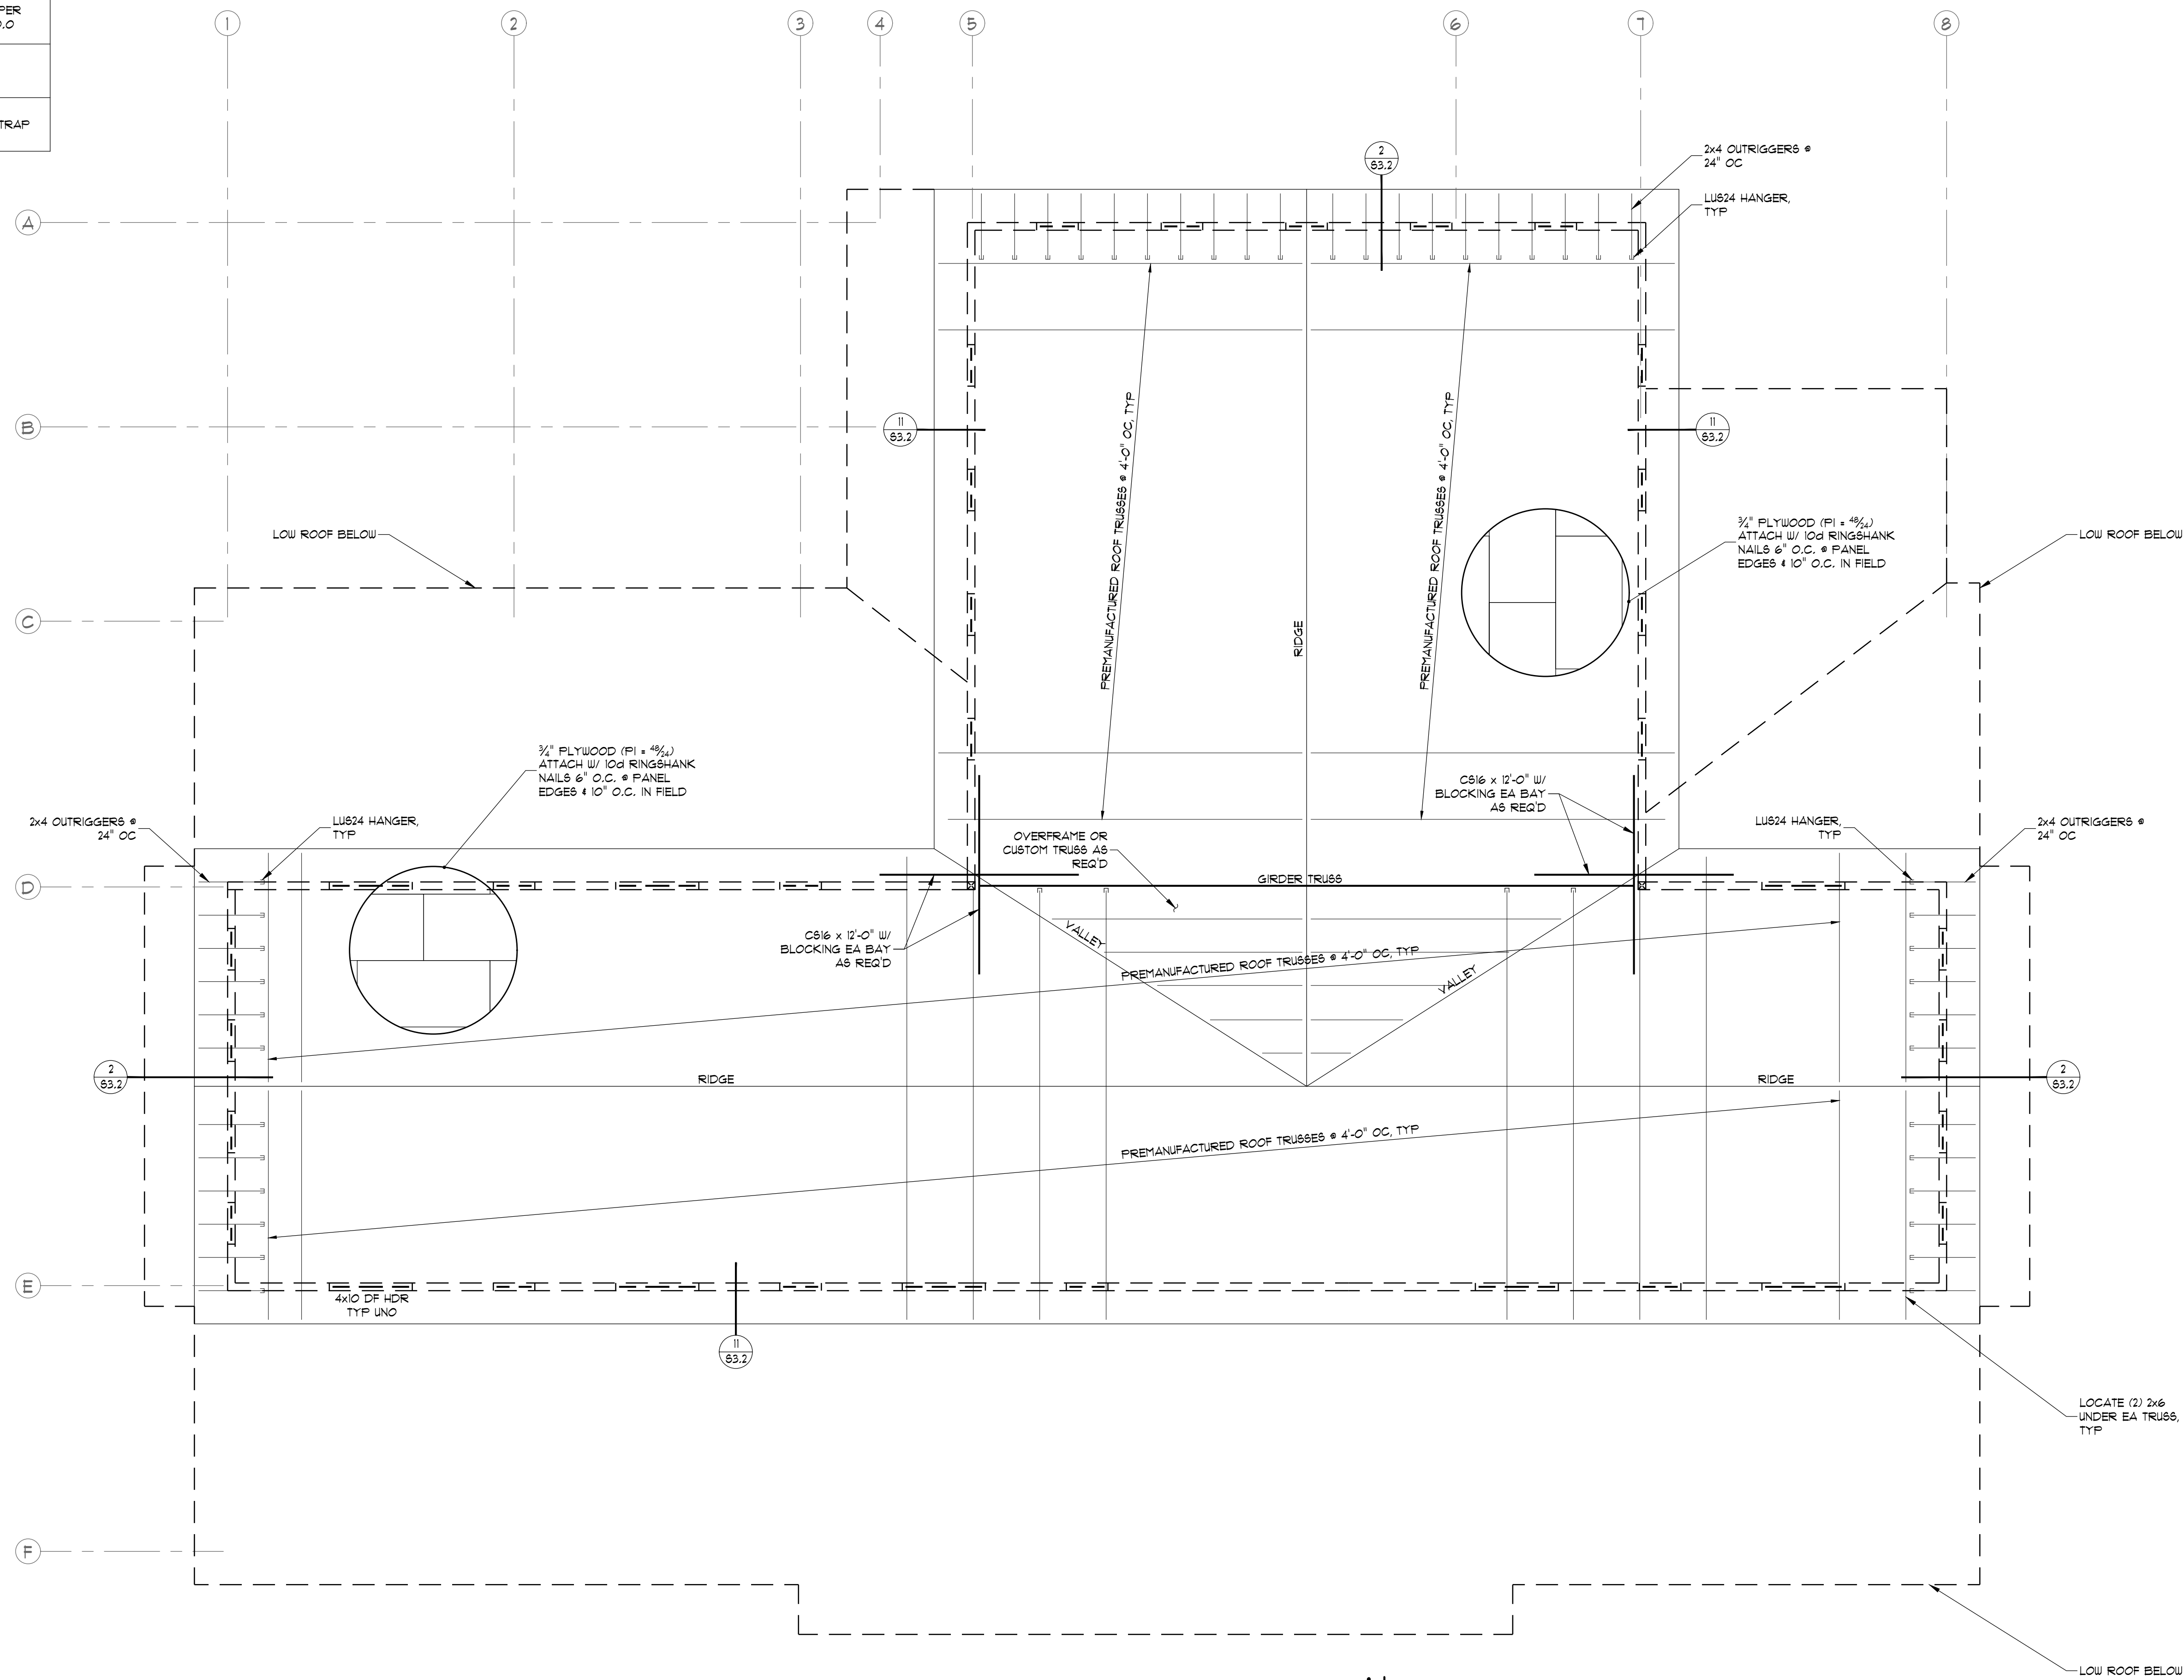 PER
0.0
TRAP
1
2
3
4
5
6
7
8
2
S3.2
2x4 OUTRIGGERS @
24" OC
LUS24 HANGER,
TYP
A
B
11
S3.2
11
S3.2
PREMANUFACTURED ROOF TRUSSES @ 4'-0" OC, TYP
PREMANUFACTURED ROOF TRUSSES @ 4'-0" OC, TYP
LOW ROOF BELOW
3/4" PLYWOOD (PI = 48/24)
ATTACH W/ 10d RINGSHANK
NAILS 6" O.C. @ PANEL
EDGES & 10" O.C. IN FIELD
LOW ROOF BELOW
C
RIDGE
3/4" PLYWOOD (PI = 48/24)
ATTACH W/ 10d RINGSHANK
NAILS 6" O.C. @ PANEL
EDGES & 10" O.C. IN FIELD
CS16 x 12'-0" W/
BLOCKING EA BAY
AS REQ'D
2x4 OUTRIGGERS @
24" OC
LUS24 HANGER,
TYP
OVERFRAME OR
CUSTOM TRUSS AS
REQ'D
LUS24 HANGER,
TYP
2x4 OUTRIGGERS @
24" OC
D
GIRDER TRUSS
CS16 x 12'-0" W/
BLOCKING EA BAY
AS REQ'D
VALLEY
PREMANUFACTURED ROOF TRUSSES @ 4'-0" OC, TYP
VALLEY
2
S3.2
RIDGE
RIDGE
2
S3.2
PREMANUFACTURED ROOF TRUSSES @ 4'-0" OC, TYP
E
4x10 DF HDR
TYP UNO
11
S3.2
LOCATE (2) 2x6
UNDER EA TRUSS,
TYP
F
LOW ROOF BELOW